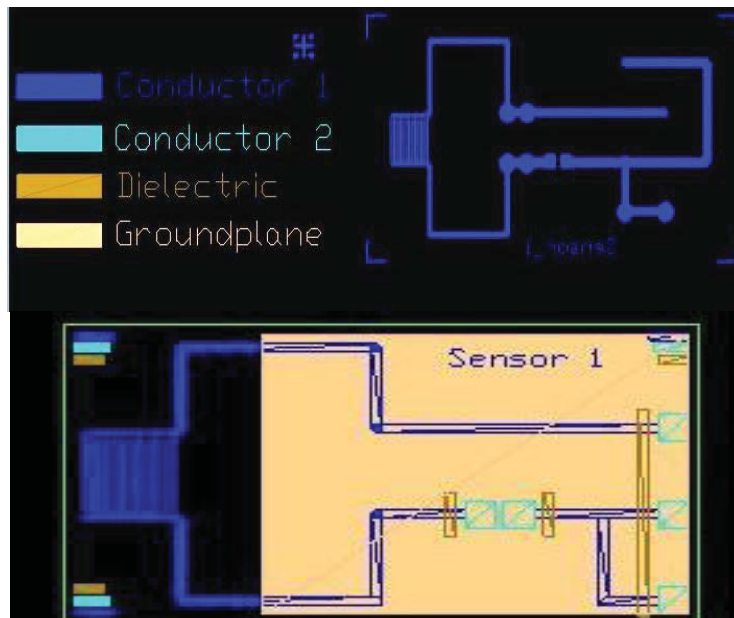 Conductor 1
Conductor 2
Dielectric
Groundplane
Sensor 1